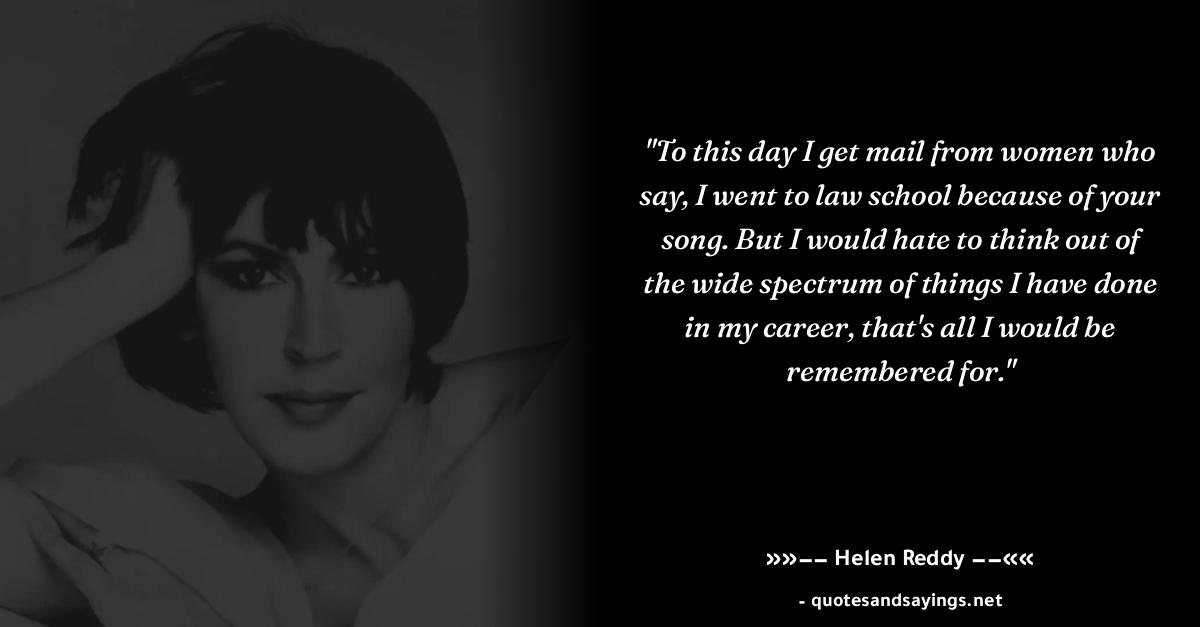 "To this day I get mail from women who
say, I went to law school because of your
song. But I would hate to think out of
the wide spectrum of things I have done
in my career, that's all I would be
remembered for."
»»—— Helen Reddy ——««
- quotesandsayings.net